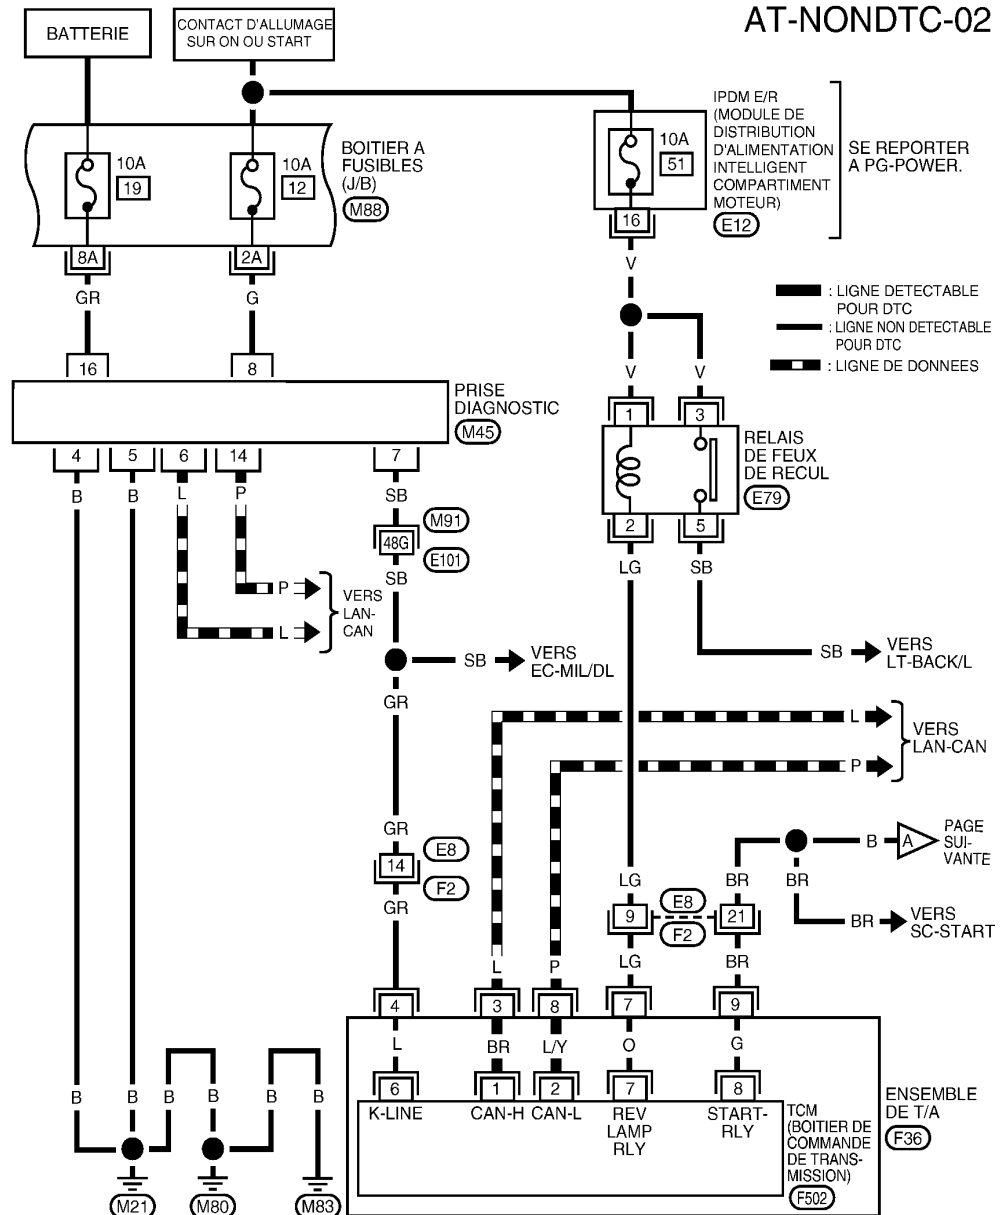 AT-NONDTC-02
BATTERIE
CONTACT D'ALLUMAGE
SUR ON OU START
IPDM E/R
(MODULE DE
DISTRIBUTION
D'ALIMENTATION
INTELLIGENT
COMPARTIMENT
MOTEUR)
E12
SE REPORTER
A PG-POWER.
10A
19
10A
12
BOITIER A
FUSIBLES
(J/B)
M88
10A
51
16
8A
2A
GR
G
V
: LIGNE DETECTABLE
POUR DTC
: LIGNE NON DETECTABLE
POUR DTC
: LIGNE DE DONNEES
16
8
V
V
PRISE
DIAGNOSTIC
M45
1
3
RELAIS
DE FEUX
DE RECUL
E79
4
5
6
14
7
2
5
B
B
L
P
SB
LG
SB
48G
M91
E101
SB
P
L
VERS
LAN-
CAN
SB
VERS
EC-MIL/DL
SB
VERS
LT-BACK/L
GR
L
P
VERS
LAN-CAN
GR
14
E8
F2
GR
B
A
PAGE
SUI-
VANTE
LG
BR
BR
9
E8
F2
21
BR
VERS
SC-START
L
P
LG
BR
4
3
8
7
9
L
BR
L/Y
O
G
6
1
2
7
8
K-LINE
CAN-H
CAN-L
REV
LAMP
RLY
START-
RLY
TCM
(BOITIER DE
COMMANDE
DE TRANS-
MISSION)
F502
ENSEMBLE
DE T/A
F36
B
B
B
B
B
B
M21
M80
M83